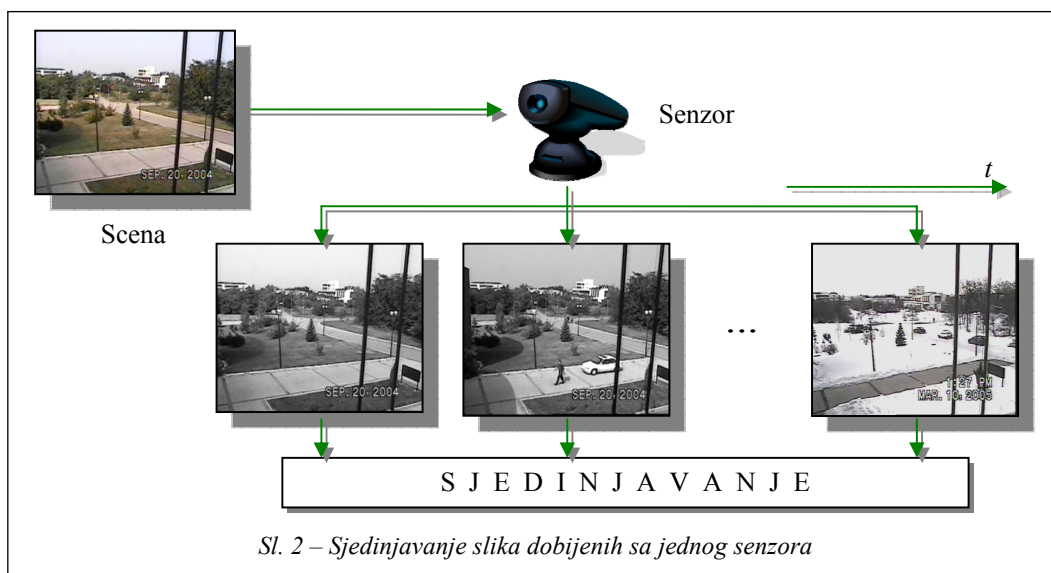 Senzor
SEP. 20. 2004
t
Scena
...
SEP. 20. 2004
SEP. 20. 2004
1:27 PM
MAR. 10. 2005
S J E D I N J A V A N J E
Sl. 2 – Sjedinjavanje slika dobijenih sa jednog senzora